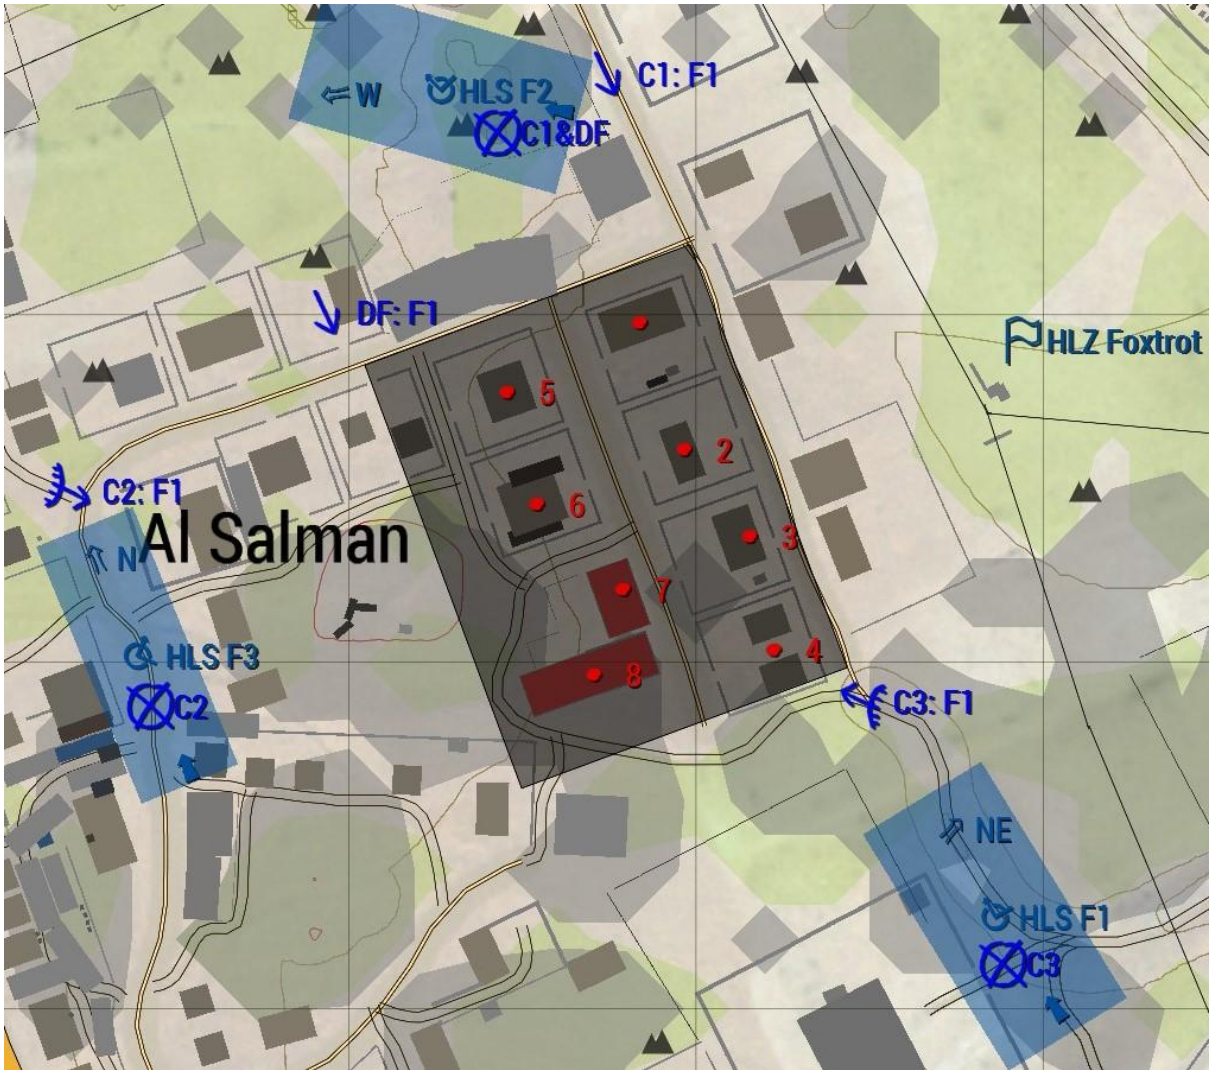 C1: F1
W
HLS F2
C1&DF
DF: F1
HLZ Foxtrot
5
2
C2: F1
6
Al Salman
3
N
7
HLS F3
4
8
C2
C3: F1
NE
HLS F1
C3